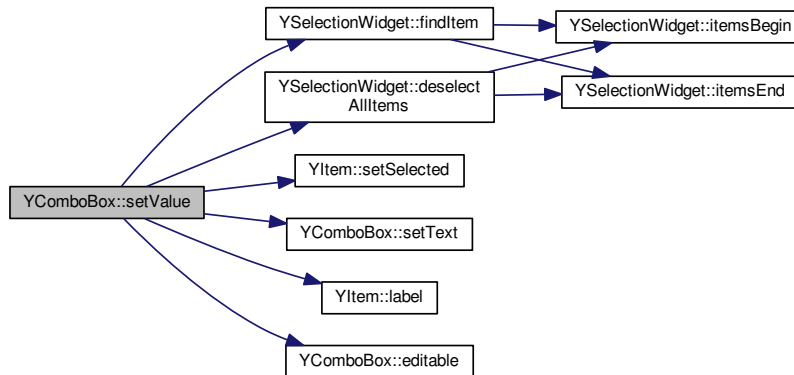 YComboBox::setValue
YSelectionWidget::findItem
YSelectionWidget::deselect
AllItems
YItem::setSelected
YComboBox::setText
YItem::label
YComboBox::editable
YSelectionWidget::itemsBegin
YSelectionWidget::itemsEnd